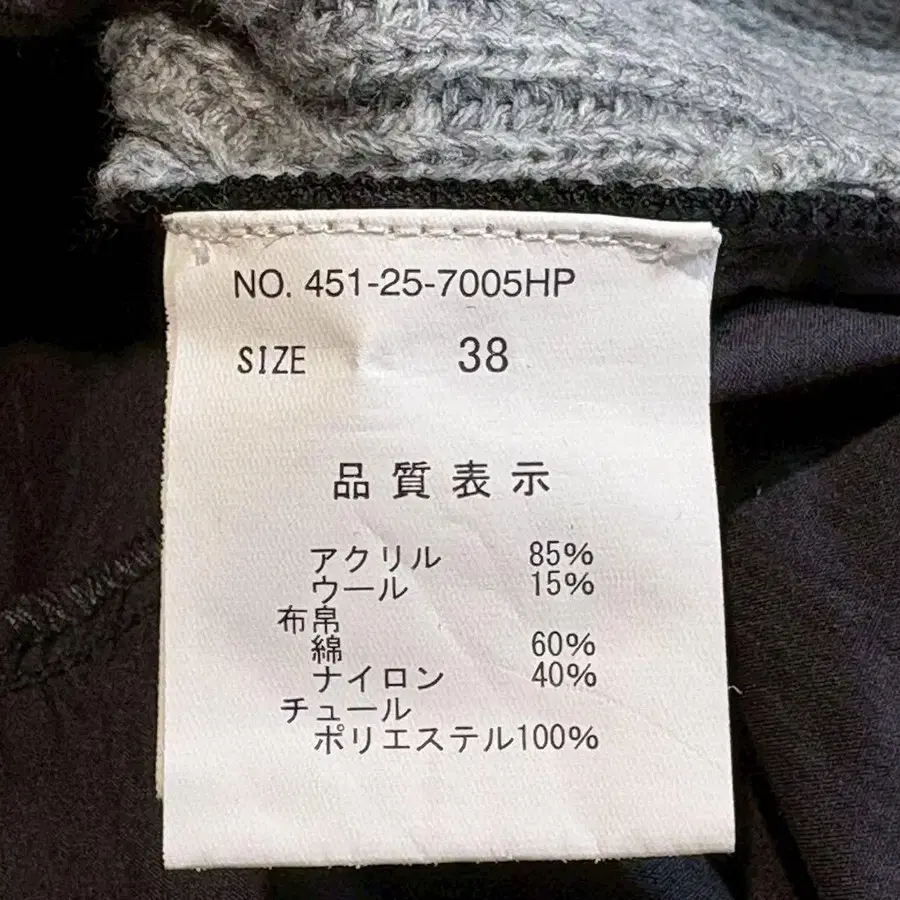 NO. 451-25-7005HP
SIZE 38
品質表示
アクリル 85%
ウール 15%
布帛
綿 60%
ナイロン 40%
チュール
ポリエステル100%